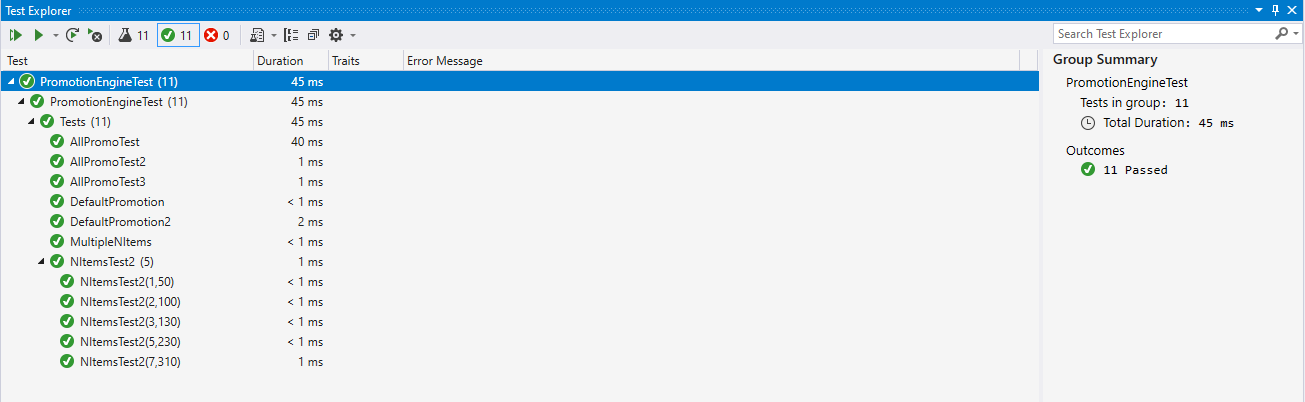 Test Explorer
11 11 0
Search Test Explorer
Test Duration Traits Error Message
PromotionEngineTest (11) 45 ms
PromotionEngineTest (11) 45 ms
Tests (11) 45 ms
AllPromoTest 40 ms
AllPromoTest2 1 ms
AllPromoTest3 1 ms
DefaultPromotion < 1 ms
DefaultPromotion2 2 ms
MultipleNItems < 1 ms
NItemsTest2 (5) 1 ms
NItemsTest2(1,50) < 1 ms
NItemsTest2(2,100) < 1 ms
NItemsTest2(3,130) < 1 ms
NItemsTest2(5,230) < 1 ms
NItemsTest2(7,310) 1 ms
Group Summary
PromotionEngineTest
Tests in group: 11
Total Duration: 45 ms
Outcomes
11 Passed